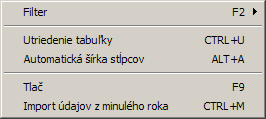 Filter F2
Utriedenie tabuľky CTRL+U
Automatická šírka stĺpcov ALT+A
Tlač F9
Import údajov z minulého roka CTRL+M